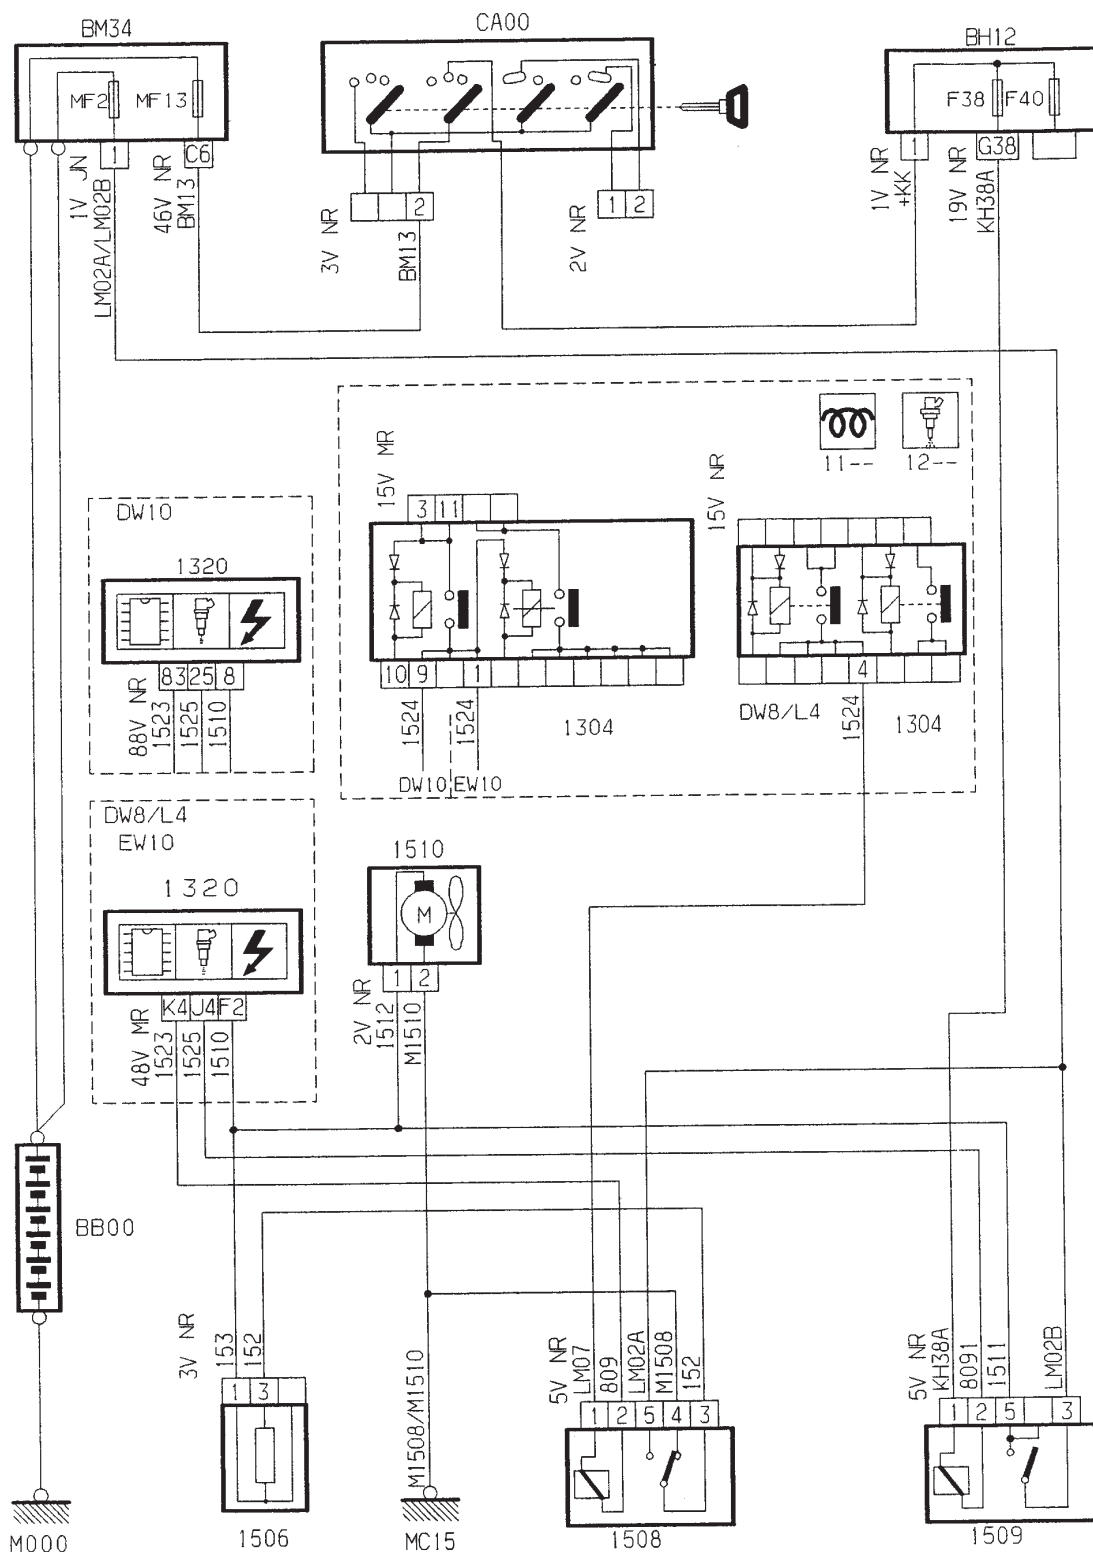 BM34
CA00
BH12
MF2
MF13
F38
F40
1
C6
1
G38
1V JN
LM02A/LM02B
46V NR
BM13
3V NR
2
BM13
2V NR
1 2
1V NR
+KK
19V NR
KH38A
11--
12--
15V MR
3 11
15V NR
DW10
1320
83 25 8
88V NR
1523
1525
1510
10 9 1
1524
1524
1304
DW10
EW10
4
DW8/L4
1524
1304
DW8/L4
EW10
1320
K4 J4 F2
48V MR
1523
1525
1510
1510
M
1 2
2V NR
1512
M1510
BB00
3V NR
153
152
1 3
M1508/M1510
5V NR
LM07
809
LM02A
M1508
152
1 2 5 4 3
5V NR
KH38A
8091
1511
LM02B
1 2 5 3
M000
1506
MC15
1508
1509